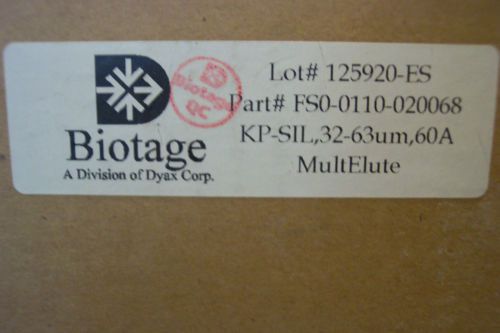 Lot# 125920-ES
Part# FS0-0110-020068
KP-SIL,32-63um,60A
MultElute
Biotage
A Division of Dyax Corp.
Biotage
QC